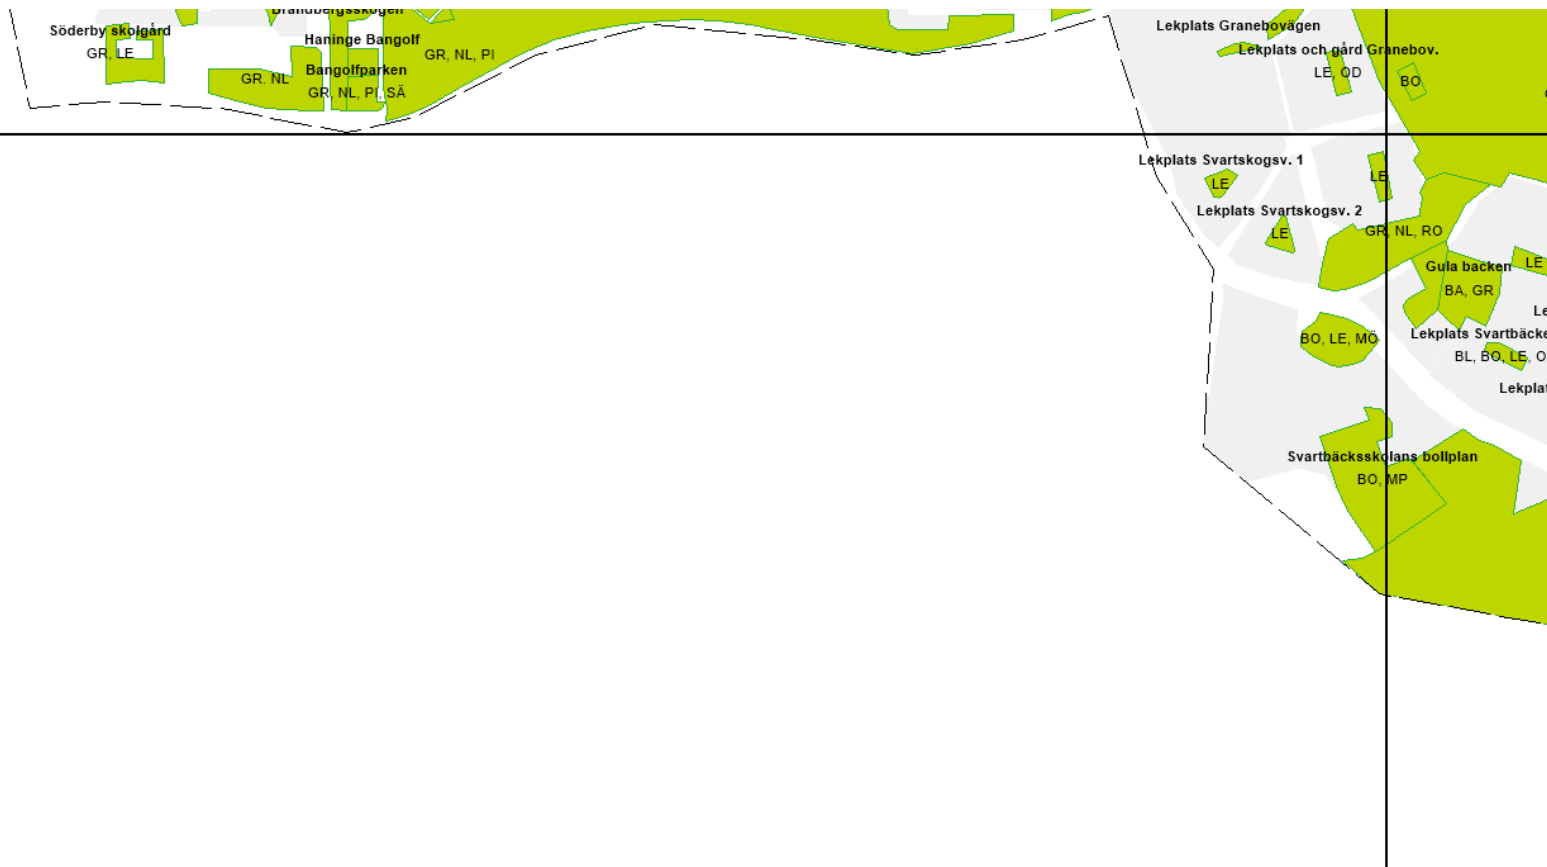 Brandbergsskogen
Söderby skolgård
GR, LE
Haninge Bangolf
GR, NL, PI
Bangolfparken
GR. NL
GR, NL, PI, SÄ
Lekplats Granebovägen
Lekplats och gård Granebov.
LE, OD
BO
Lekplats Svartskogsv. 1
LE
LE
Lekplats Svartskogsv. 2
LE
GR, NL, RO
Gula backen
LE
BA, GR
BO, LE, MÖ
Lekplats Svartbäcke
BL, BO, LE, O
Lekplat
Svartbäcksskolans bollplan
BO, MP